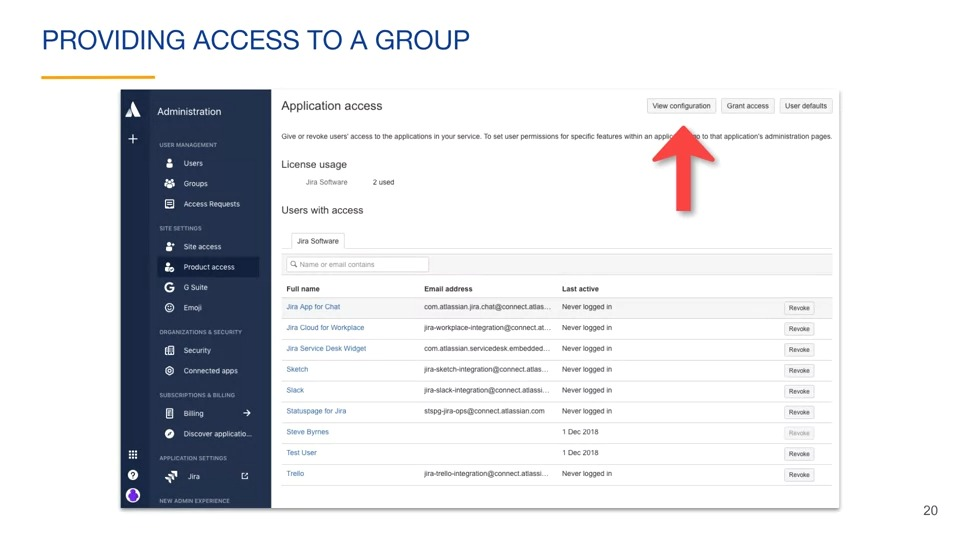 PROVIDING ACCESS TO A GROUP
Administration
USER MANAGEMENT
Users
Groups
Access Requests
SITE SETTINGS
Site access
Product access
G Suite
Emoji
ORGANIZATIONS & SECURITY
Security
Connected apps
SUBSCRIPTIONS & BILLING
Billing
Discover applicatio...
APPLICATION SETTINGS
Jira
NEW ADMIN EXPERIENCE
Application access
View configuration Grant access User defaults
Give or revoke users' access to the applications in your service. To set user permissions for specific features within an applic go to that application's administration pages.
License usage
Jira Software 2 used
Users with access
Jira Software
Name or email contains
Full name Email address Last active
Jira App for Chat com.atlassian.jira.chat@connect.atlas... Never logged in Revoke
Jira Cloud for Workplace jira-workplace-integration@connect.at... Never logged in Revoke
Jira Service Desk Widget com.atlassian.servicedesk.embedded... Never logged in Revoke
Sketch jira-sketch-integration@connect.atlas... Never logged in Revoke
Slack jira-slack-integration@connect.atlassi... Never logged in Revoke
Statuspage for Jira stspg-jira-ops@connect.atlassian.com Never logged in Revoke
Steve Byrnes 1 Dec 2018 Revoke
Test User 1 Dec 2018 Revoke
Trello jira-trello-integration@connect.atlassi... Never logged in Revoke
20